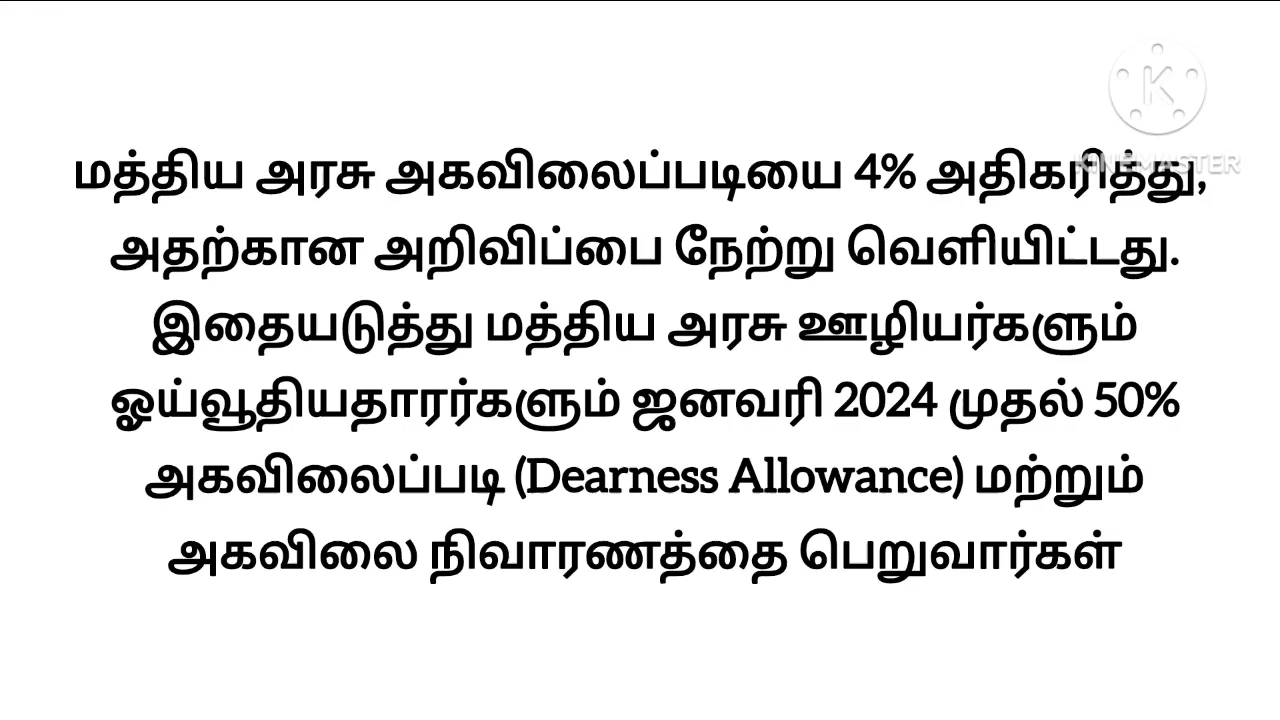 மத்திய அரசு அகவிலைப்படியை 4% அதிகரித்து,
அதற்கான அறிவிப்பை நேற்று வெளியிட்டது.
இதையடுத்து மத்திய அரசு ஊழியர்களும்
ஓய்வூதியதாரர்களும் ஜனவரி 2024 முதல் 50%
அகவிலைப்படி (Dearness Allowance) மற்றும்
அகவிலை நிவாரணத்தை பெறுவார்கள்
K
KINEMASTER